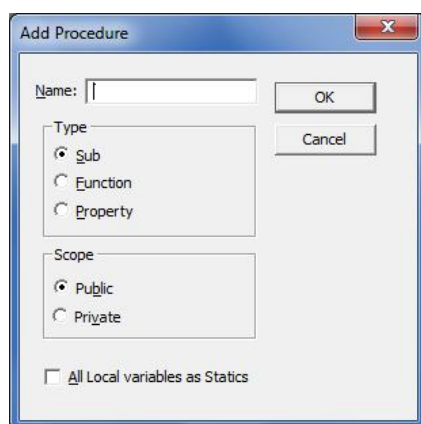 Add Procedure
Name:
OK
Cancel
Type
Sub
Function
Property
Scope
Public
Private
All Local variables as Statics